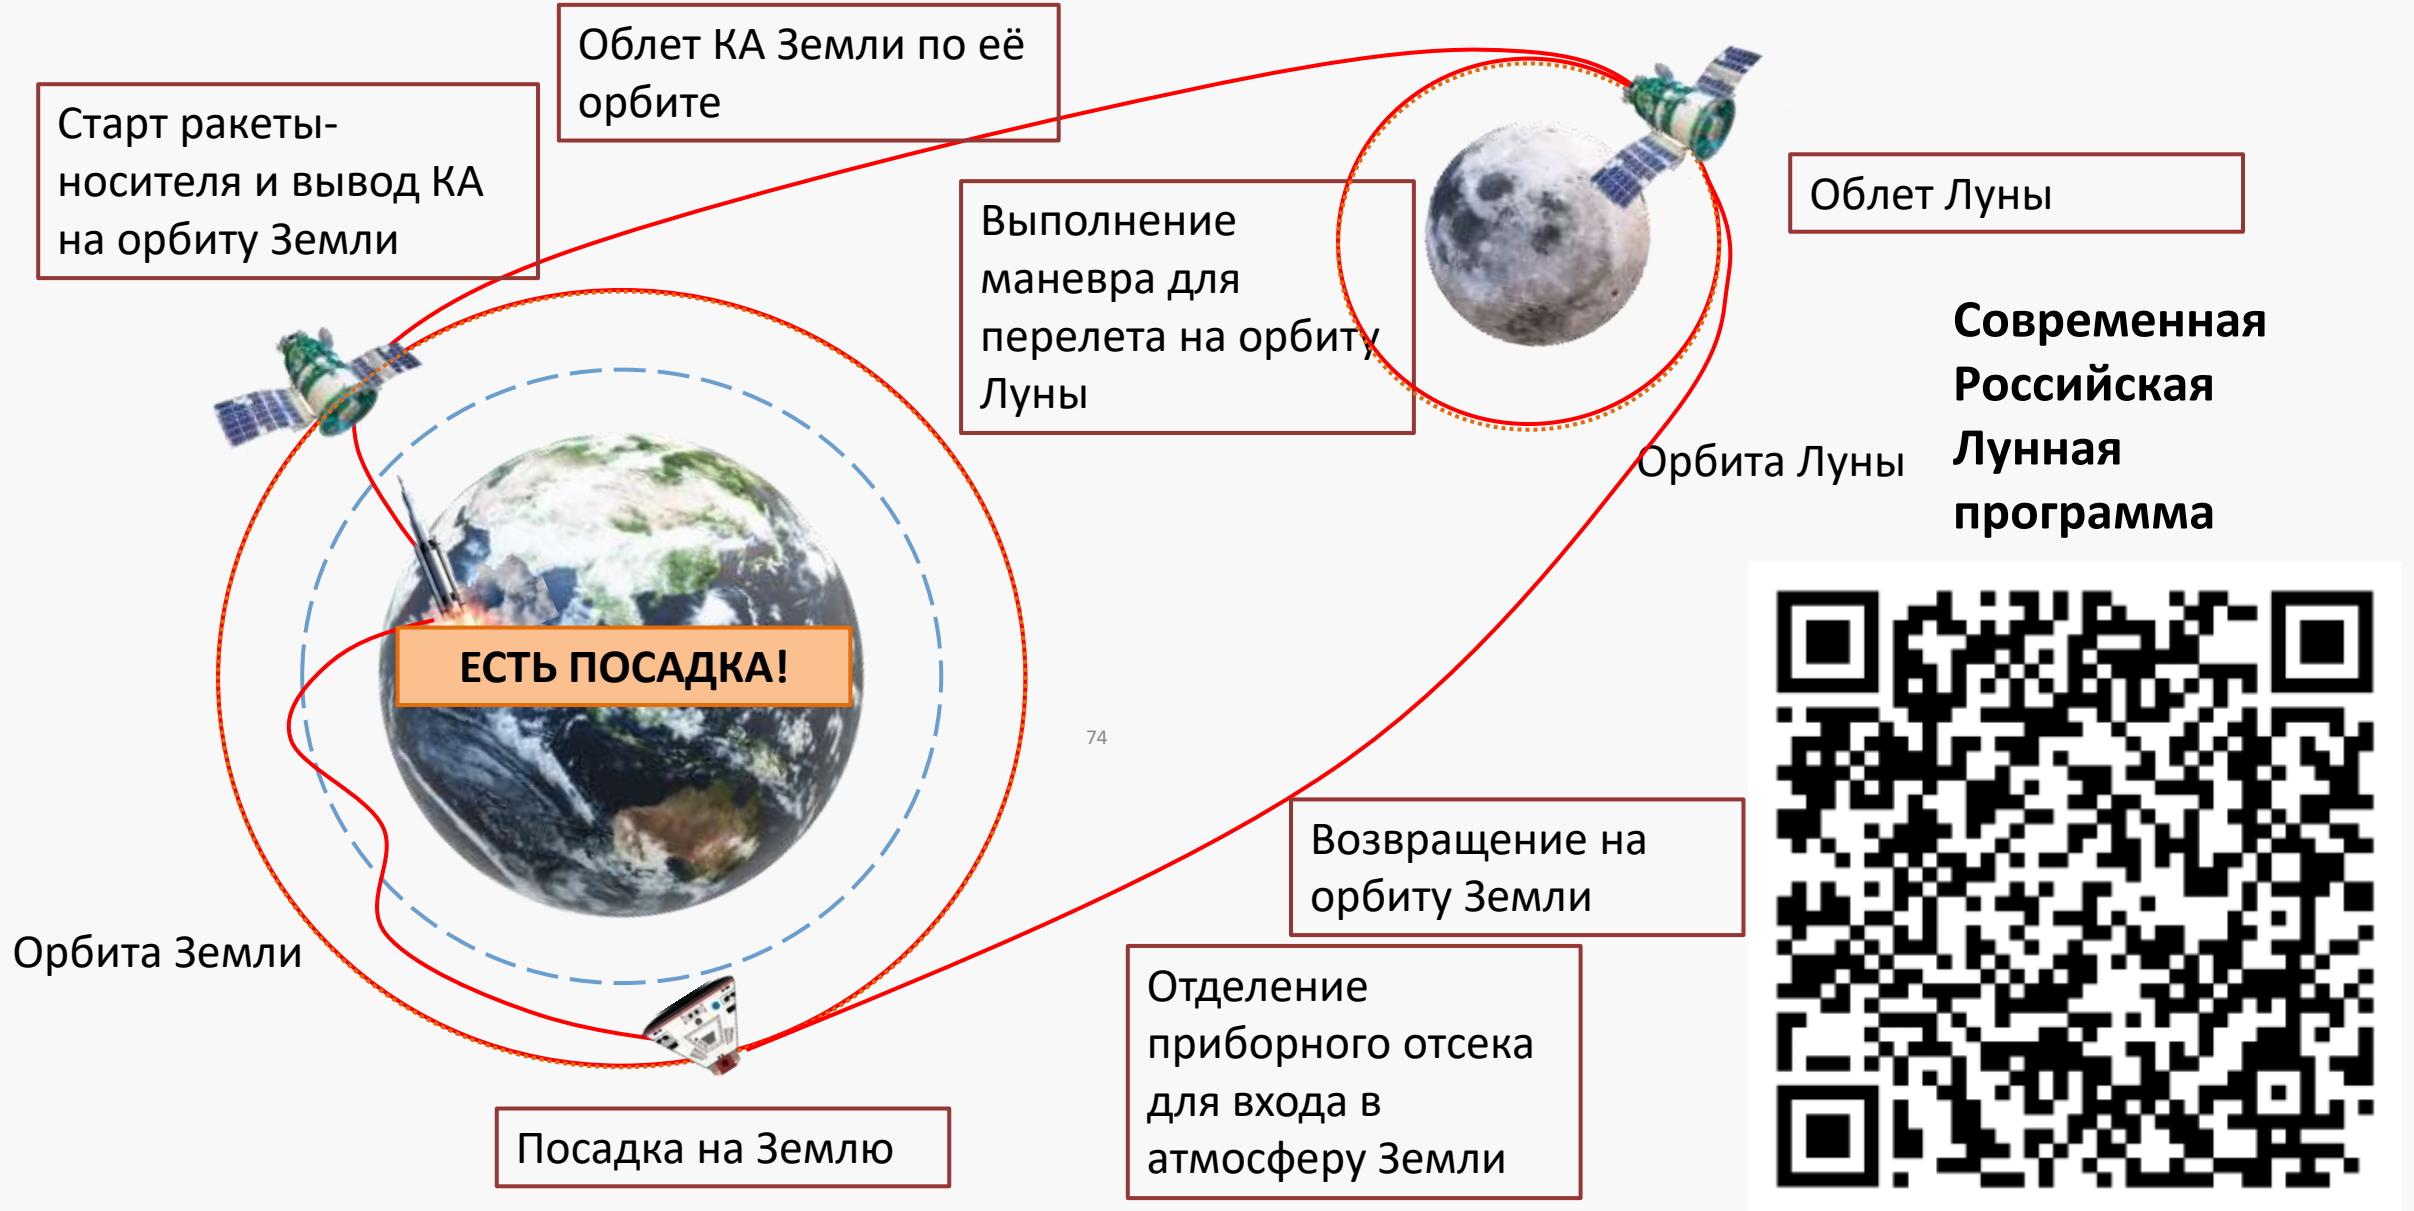 Облет КА Земли по её
орбите
Старт ракеты-
носителя и вывод КА
на орбиту Земли
Выполнение
маневра для
перелета на орбиту
Луны
Облет Луны
Современная
Российская
Лунная
программа
Орбита Луны
ЕСТЬ ПОСАДКА!
74
Возвращение на
орбиту Земли
Орбита Земли
Отделение
приборного отсека
для входа в
атмосферу Земли
Посадка на Землю